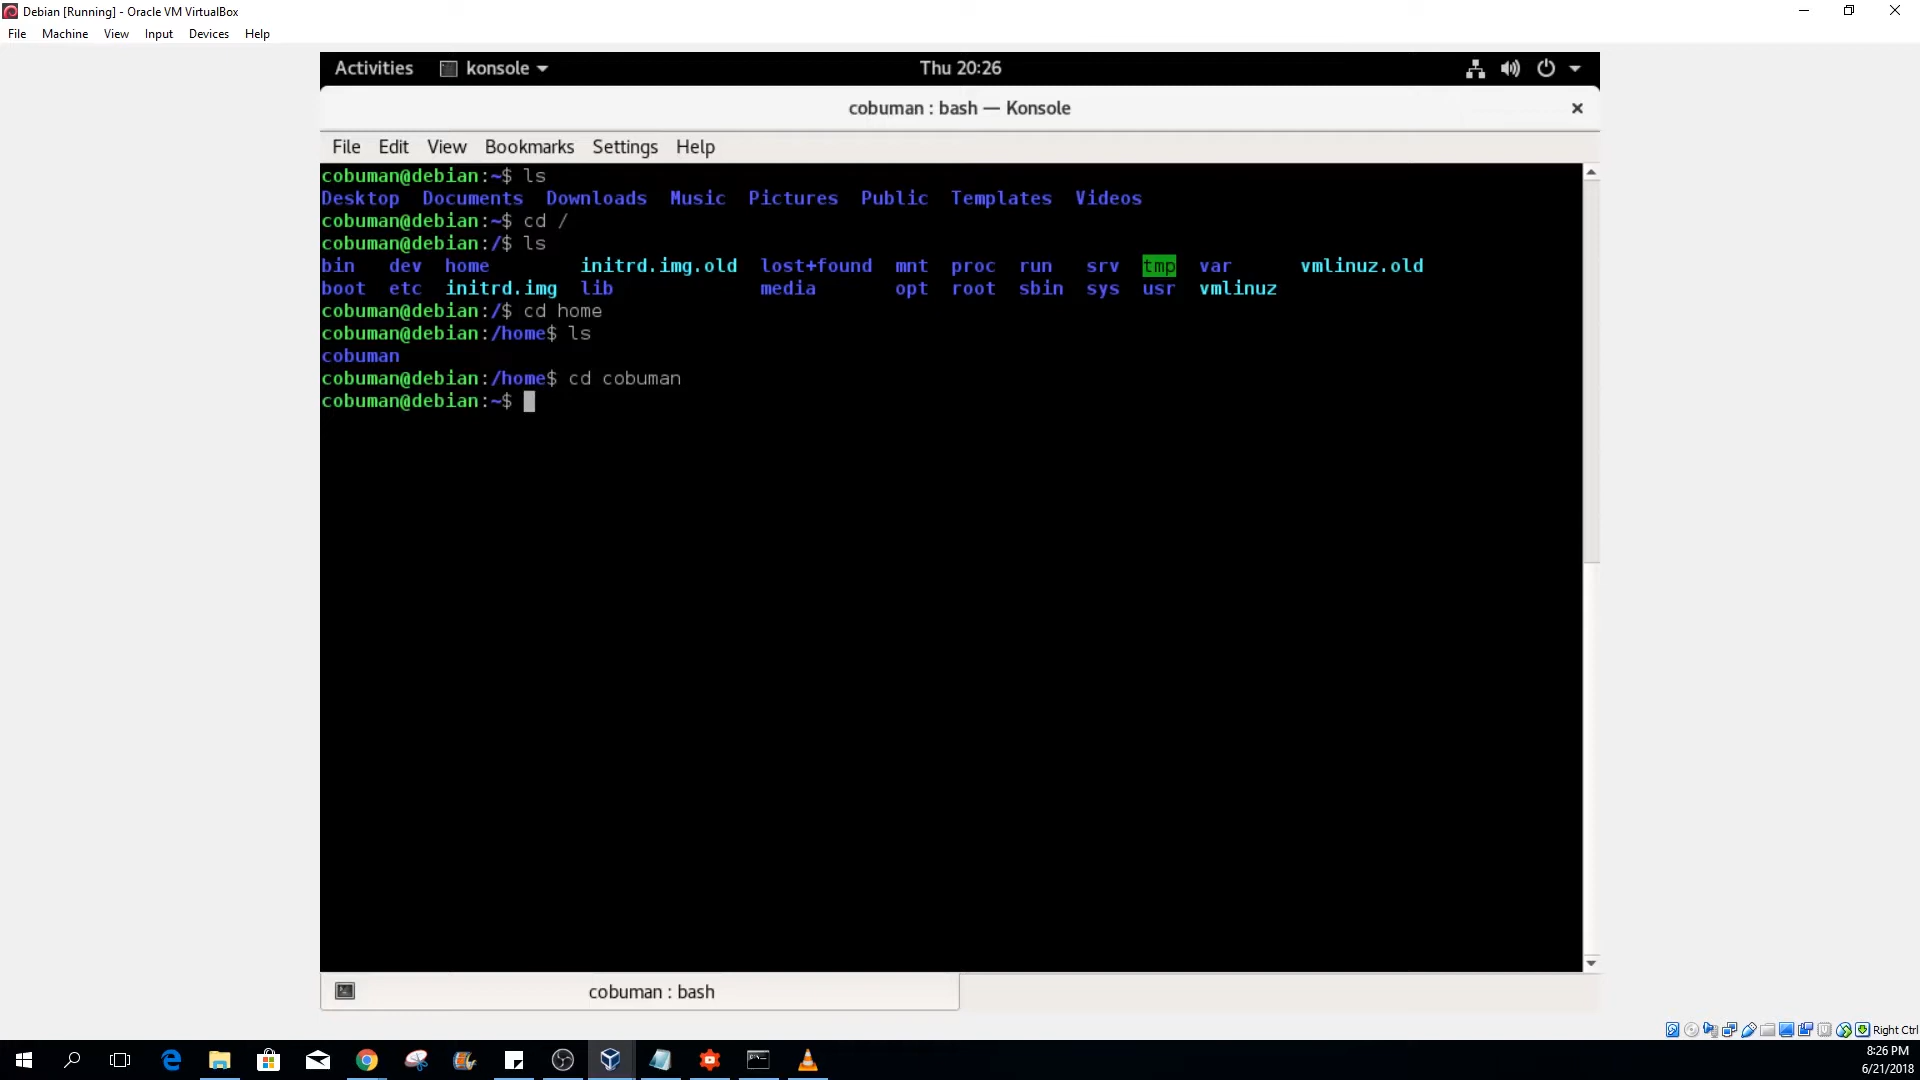 Debian [Running] - Oracle VM VirtualBox
File Machine View Input Devices Help
Activities konsole Thu 20:26
cobuman : bash — Konsole
File Edit View Bookmarks Settings Help
cobuman@debian:~$ ls
Desktop Documents Downloads Music Pictures Public Templates Videos
cobuman@debian:~$ cd /
cobuman@debian:/$ ls
bin dev home initrd.img.old lost+found mnt proc run srv tmp var vmlinuz.old
boot etc initrd.img lib media opt root sbin sys usr vmlinuz
cobuman@debian:/$ cd home
cobuman@debian:/home$ ls
cobuman
cobuman@debian:/home$ cd cobuman
cobuman@debian:~$
cobuman : bash
Right Ctrl
8:26 PM
6/21/2018